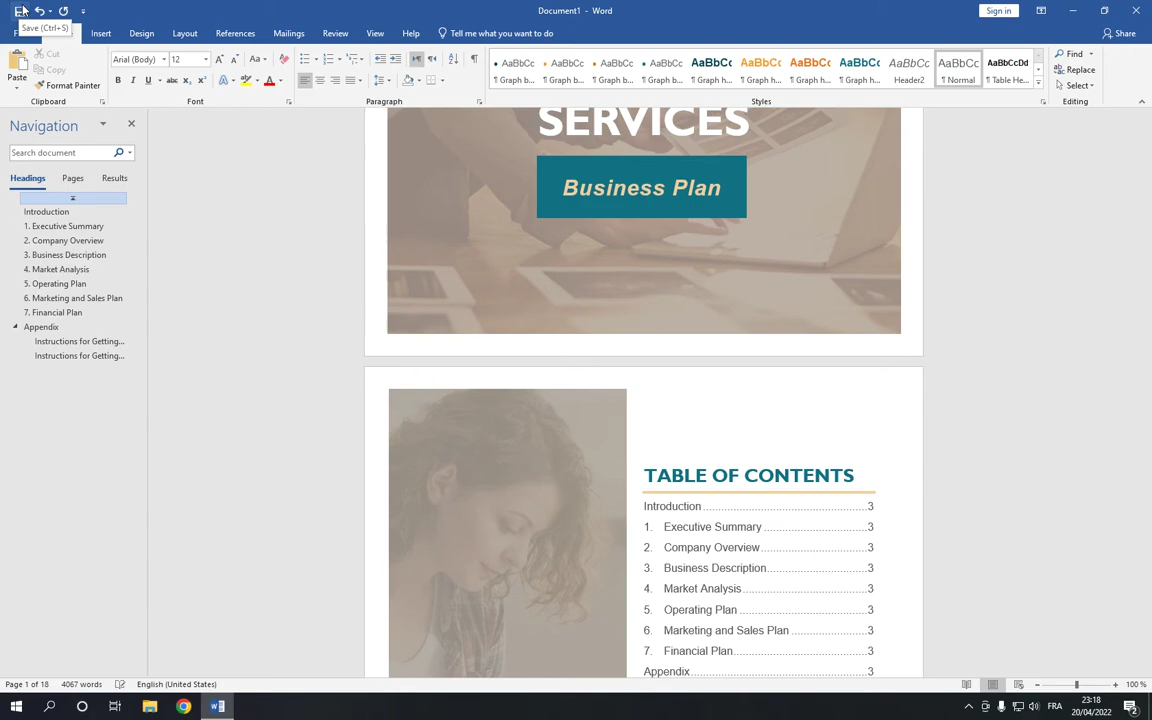 Document1 - Word
Sign in
Save (Ctrl+S)
Insert
Design
Layout
References
Mailings
Review
View
Help
Tell me what you want to do
Share
Paste
Cut
Copy
Format Painter
Clipboard
Arial (Body)
12
Font
Paragraph
AaBbCc
AaBbCc
AaBbCc
AaBbCc
AaBbCc
AaBbCc
AaBbCc
AaBbCc
AaBbCc
AaBbCc
AaBbCcDd
¶ Graph b...
¶ Graph b...
¶ Graph b...
¶ Graph b...
¶ Graph h...
¶ Graph h...
¶ Graph h...
¶ Graph h...
Header2
¶ Normal
¶ Table He...
Styles
Find
Replace
Select
Editing
Navigation
Search document
Headings
Pages
Results
Introduction
1. Executive Summary
2. Company Overview
3. Business Description
4. Market Analysis
5. Operating Plan
6. Marketing and Sales Plan
7. Financial Plan
Appendix
Instructions for Getting...
Instructions for Getting...
SERVICES
Business Plan
TABLE OF CONTENTS
Introduction 3
1. Executive Summary 3
2. Company Overview 3
3. Business Description 3
4. Market Analysis 3
5. Operating Plan 3
6. Marketing and Sales Plan 3
7. Financial Plan 3
Appendix 3
Page 1 of 18
4067 words
English (United States)
100 %
FRA
23:18
20/04/2022
2